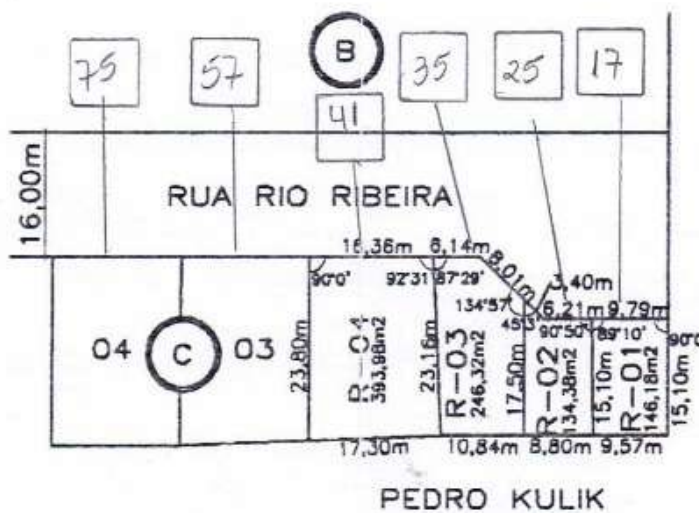 B
75
57
41
35
25
17
16,00m
RUA RIO RIBEIRA
16,36m
6,14m
8,01m
3,40m
6,21m
9,79m
90°0'
92°31'
87°29'
134°57'
45°3'
90°50'
89°10'
90°0'
04
C
03
23,80m
R-04
393,98m2
23,16m
R-03
246,32m2
17,50m
R-02
134,38m2
15,10m
R-01
146,18m2
15,10m
17,30m
10,84m
8,80m
9,57m
PEDRO KULIK